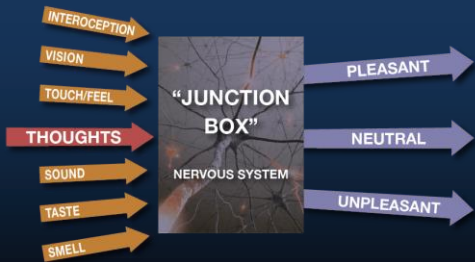 INTEROCEPTION
VISION
TOUCH/FEEL
THOUGHTS
SOUND
TASTE
SMELL
"JUNCTION
BOX"
NERVOUS SYSTEM
PLEASANT
NEUTRAL
UNPLEASANT